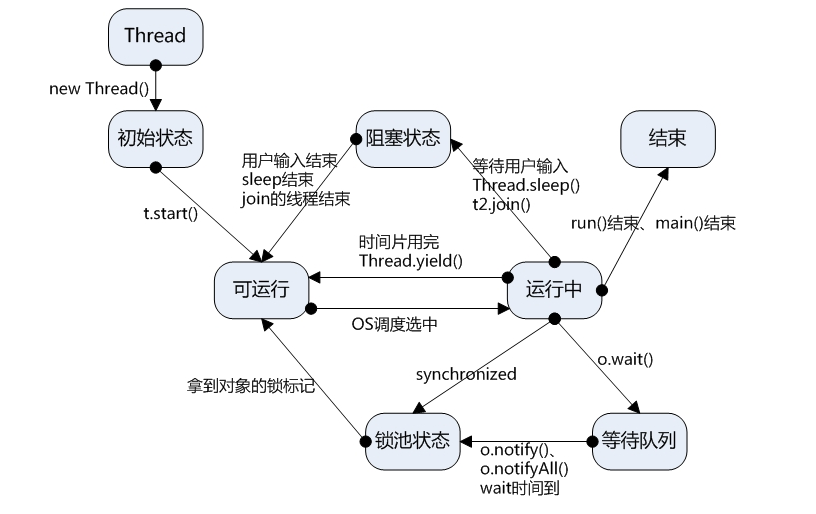 Thread
new Thread()
初始状态
阻塞状态
结束
用户输入结束
sleep结束
join的线程结束
等待用户输入
Thread.sleep()
t2.join()
t.start()
run()结束、main()结束
时间片用完
Thread.yield()
可运行
运行中
OS调度选中
synchronized
o.wait()
拿到对象的锁标记
锁池状态
等待队列
o.notify()、
o.notifyAll()
wait时间到